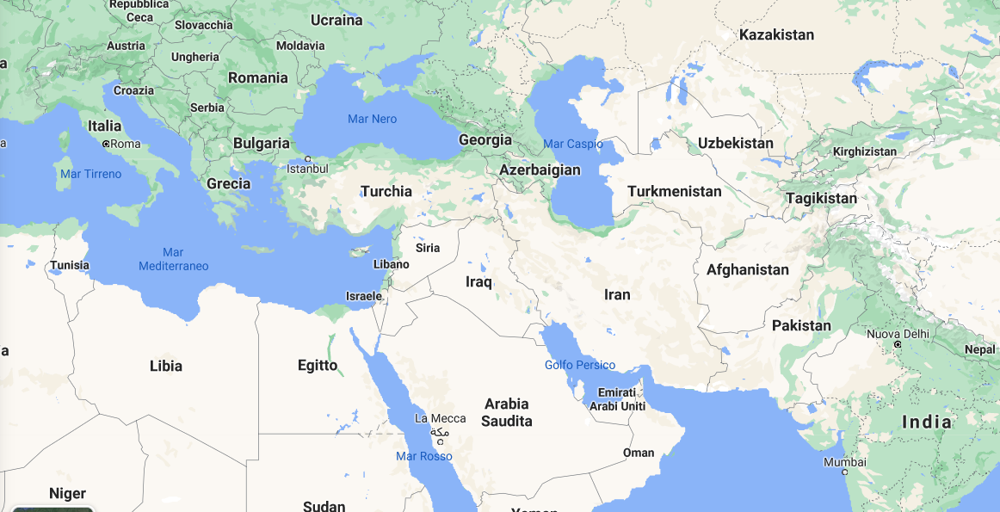 Repubblica
Ceca
Ucraina
Slovacchia
Kazakistan
Austria
Moldavia
Ungheria
a
Romania
Croazia
Serbia
Mar Nero
Italia
Roma
a
Bulgaria
Georgia
Mar Caspio
Uzbekistan
Kirghizistan
Istanbul
Azerbaigian
Mar Tirreno
Grecia
Turchia
Turkmenistan
Tagikistan
Siria
Mar
Mediterraneo
Tunisia
Libano
Afghanistan
Iraq
Israele
Iran
Pakistan
Nuova Delhi
a
Nepal
Libia
Egitto
Golfo Persico
Emirati
Arabi Uniti
Arabia
Saudita
La Mecca
مكة
India
Mar Rosso
Oman
Mumbai
Niger
Sudan
Yemen